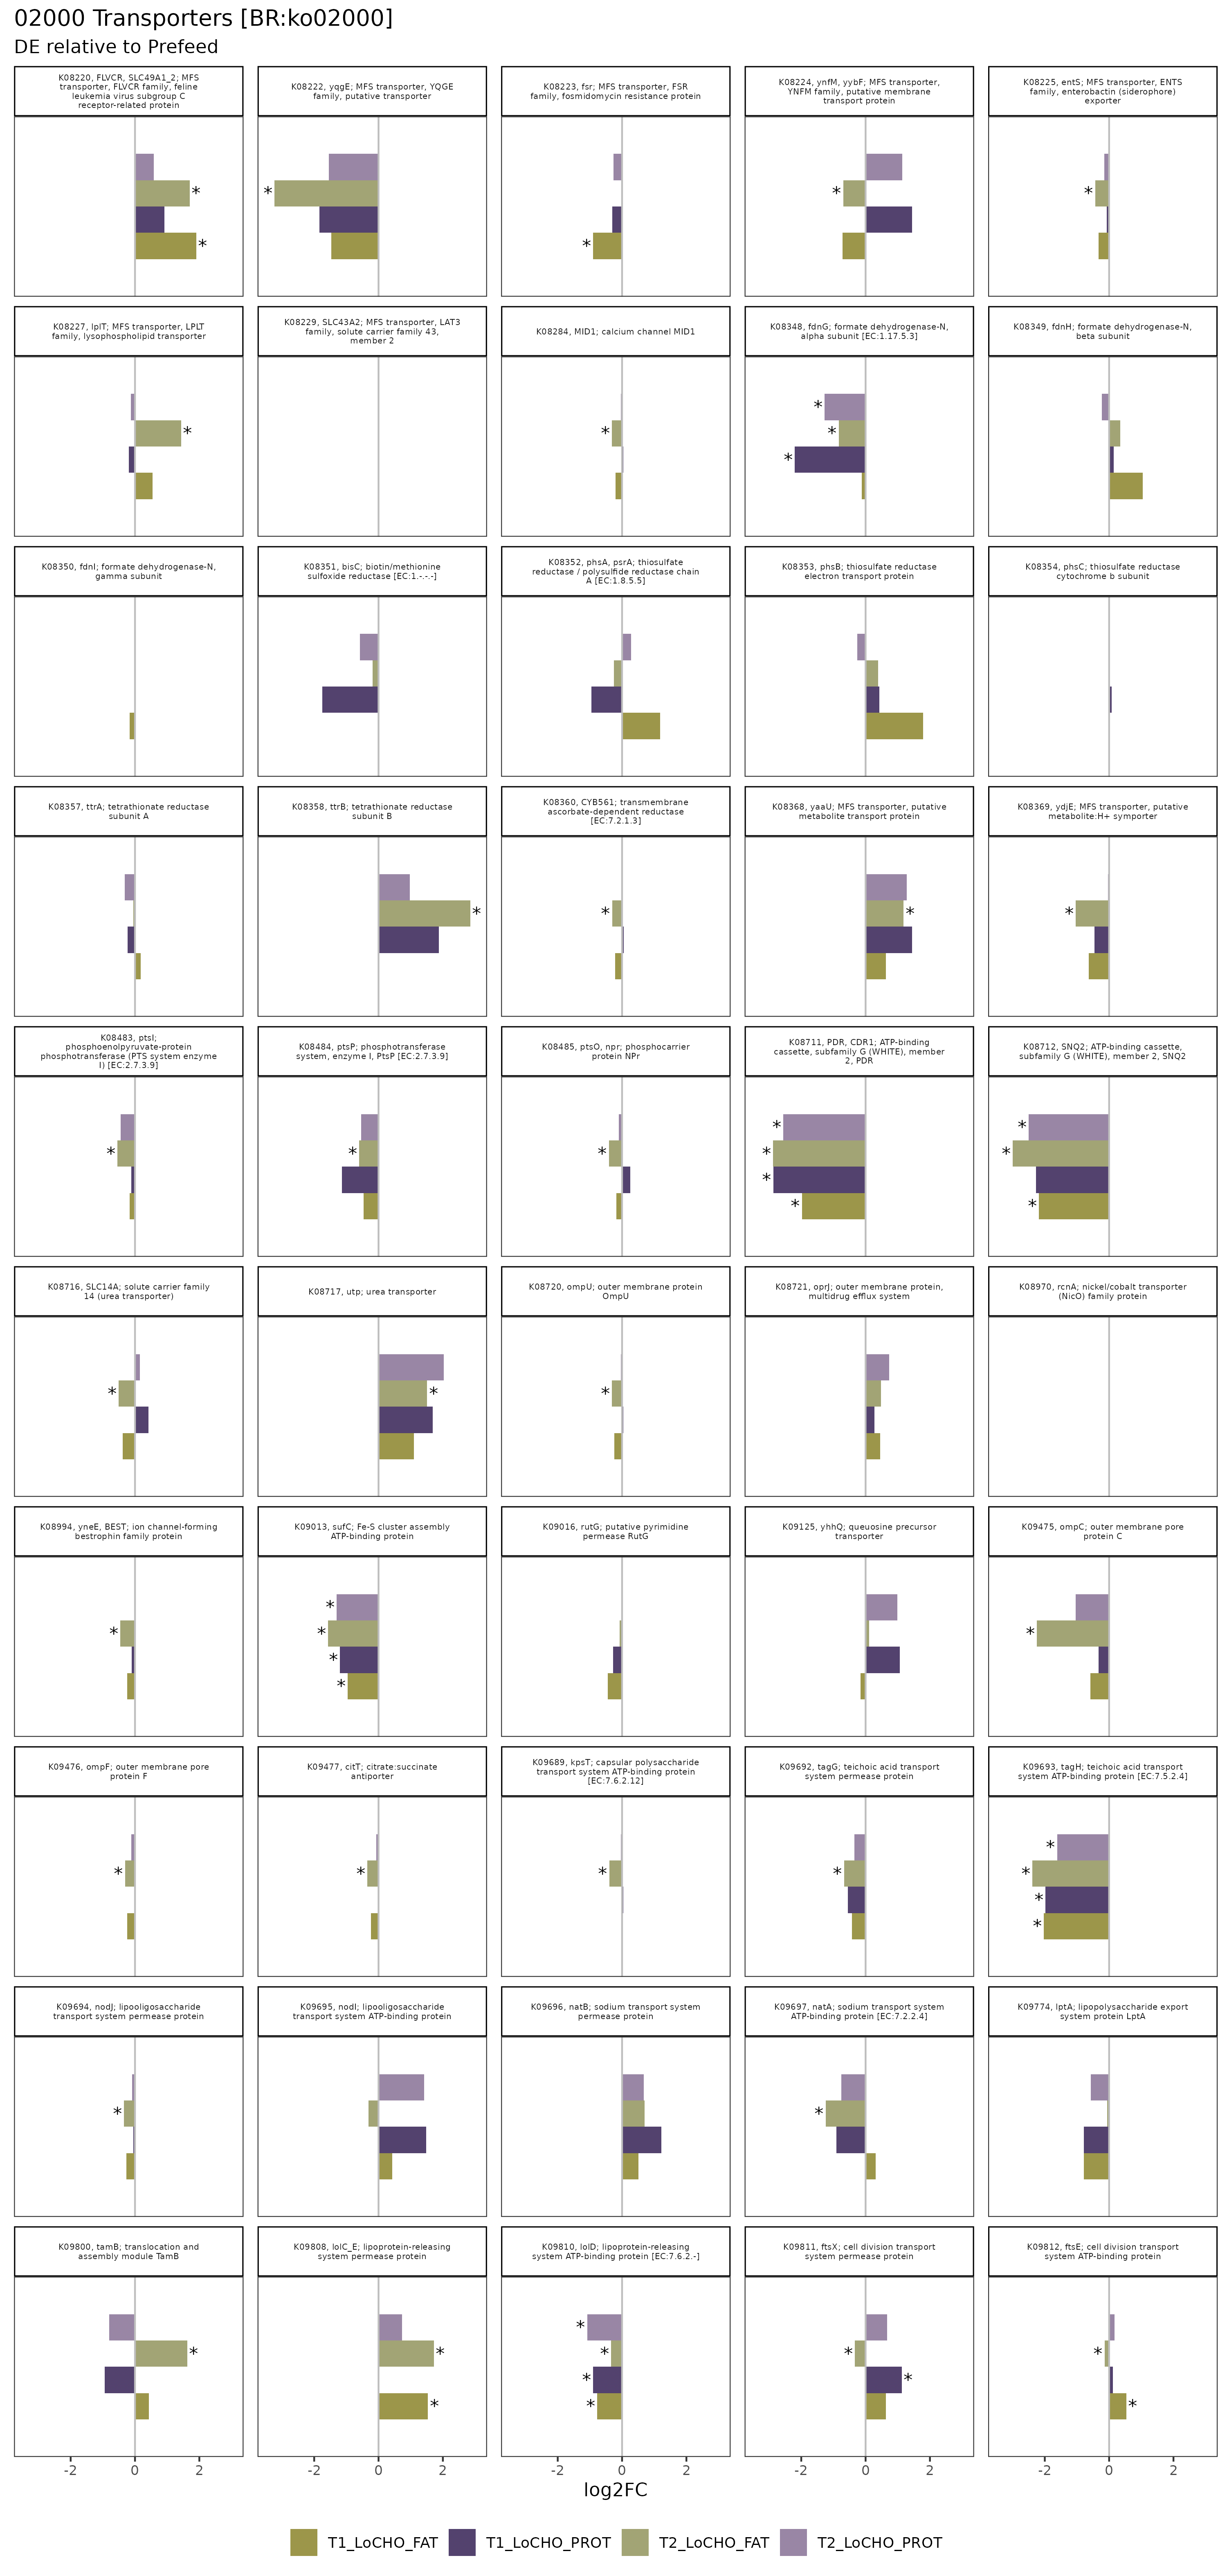 02000 Transporters [BR:ko02000]
DE relative to Prefeed
K08220, FLVCR, SLC49A1_2; MFS
transporter, FLVCR family, feline
leukemia virus subgroup C
receptor-related protein
K08222, yqgE; MFS transporter, YQGE
family, putative transporter
K08223, fsr; MFS transporter, FSR
family, fosmidomycin resistance protein
K08224, ynfM, yybF; MFS transporter,
YNFM family, putative membrane
transport protein
K08225, entS; MFS transporter, ENTS
family, enterobactin (siderophore)
exporter
*
*
*
*
*
*
K08227, lplT; MFS transporter, LPLT
family, lysophospholipid transporter
K08229, SLC43A2; MFS transporter, LAT3
family, solute carrier family 43,
member 2
K08284, MID1; calcium channel MID1
K08348, fdnG; formate dehydrogenase-N,
alpha subunit [EC:1.17.5.3]
K08349, fdnH; formate dehydrogenase-N,
beta subunit
*
*
*
*
*
K08350, fdnI; formate dehydrogenase-N,
gamma subunit
K08351, bisC; biotin/methionine
sulfoxide reductase [EC:1.-.-.-]
K08352, phsA, psrA; thiosulfate
reductase / polysulfide reductase chain
A [EC:1.8.5.5]
K08353, phsB; thiosulfate reductase
electron transport protein
K08354, phsC; thiosulfate reductase
cytochrome b subunit
K08357, ttrA; tetrathionate reductase
subunit A
K08358, ttrB; tetrathionate reductase
subunit B
K08360, CYB561; transmembrane
ascorbate-dependent reductase
[EC:7.2.1.3]
K08368, yaaU; MFS transporter, putative
metabolite transport protein
K08369, ydjE; MFS transporter, putative
metabolite:H+ symporter
*
*
*
*
K08483, ptsI;
phosphoenolpyruvate-protein
phosphotransferase (PTS system enzyme
I) [EC:2.7.3.9]
K08484, ptsP; phosphotransferase
system, enzyme I, PtsP [EC:2.7.3.9]
K08485, ptsO, npr; phosphocarrier
protein NPr
K08711, PDR, CDR1; ATP-binding
cassette, subfamily G (WHITE), member
2, PDR
K08712, SNQ2; ATP-binding cassette,
subfamily G (WHITE), member 2, SNQ2
*
*
*
*
*
*
*
*
*
*
K08716, SLC14A; solute carrier family
14 (urea transporter)
K08717, utp; urea transporter
K08720, ompU; outer membrane protein
OmpU
K08721, oprJ; outer membrane protein,
multidrug efflux system
K08970, rcnA; nickel/cobalt transporter
(NicO) family protein
*
*
*
K08994, yneE, BEST; ion channel-forming
bestrophin family protein
K09013, sufC; Fe-S cluster assembly
ATP-binding protein
K09016, rutG; putative pyrimidine
permease RutG
K09125, yhhQ; queuosine precursor
transporter
K09475, ompC; outer membrane pore
protein C
*
*
*
*
*
*
K09476, ompF; outer membrane pore
protein F
K09477, citT; citrate:succinate
antiporter
K09689, kpsT; capsular polysaccharide
transport system ATP-binding protein
[EC:7.6.2.12]
K09692, tagG; teichoic acid transport
system permease protein
K09693, tagH; teichoic acid transport
system ATP-binding protein [EC:7.5.2.4]
*
*
*
*
*
*
*
*
K09694, nodJ; lipooligosaccharide
transport system permease protein
K09695, nodI; lipooligosaccharide
transport system ATP-binding protein
K09696, natB; sodium transport system
permease protein
K09697, natA; sodium transport system
ATP-binding protein [EC:7.2.2.4]
K09774, lptA; lipopolysaccharide export
system protein LptA
*
*
K09800, tamB; translocation and
assembly module TamB
K09808, lolC_E; lipoprotein-releasing
system permease protein
K09810, lolD; lipoprotein-releasing
system ATP-binding protein [EC:7.6.2.-]
K09811, ftsX; cell division transport
system permease protein
K09812, ftsE; cell division transport
system ATP-binding protein
*
*
*
*
*
*
*
*
*
*
*
-2 0 2 -2 0 2 -2 0 2 -2 0 2 -2 0 2
log2FC
T1_LoCHO_FAT T1_LoCHO_PROT T2_LoCHO_FAT T2_LoCHO_PROT